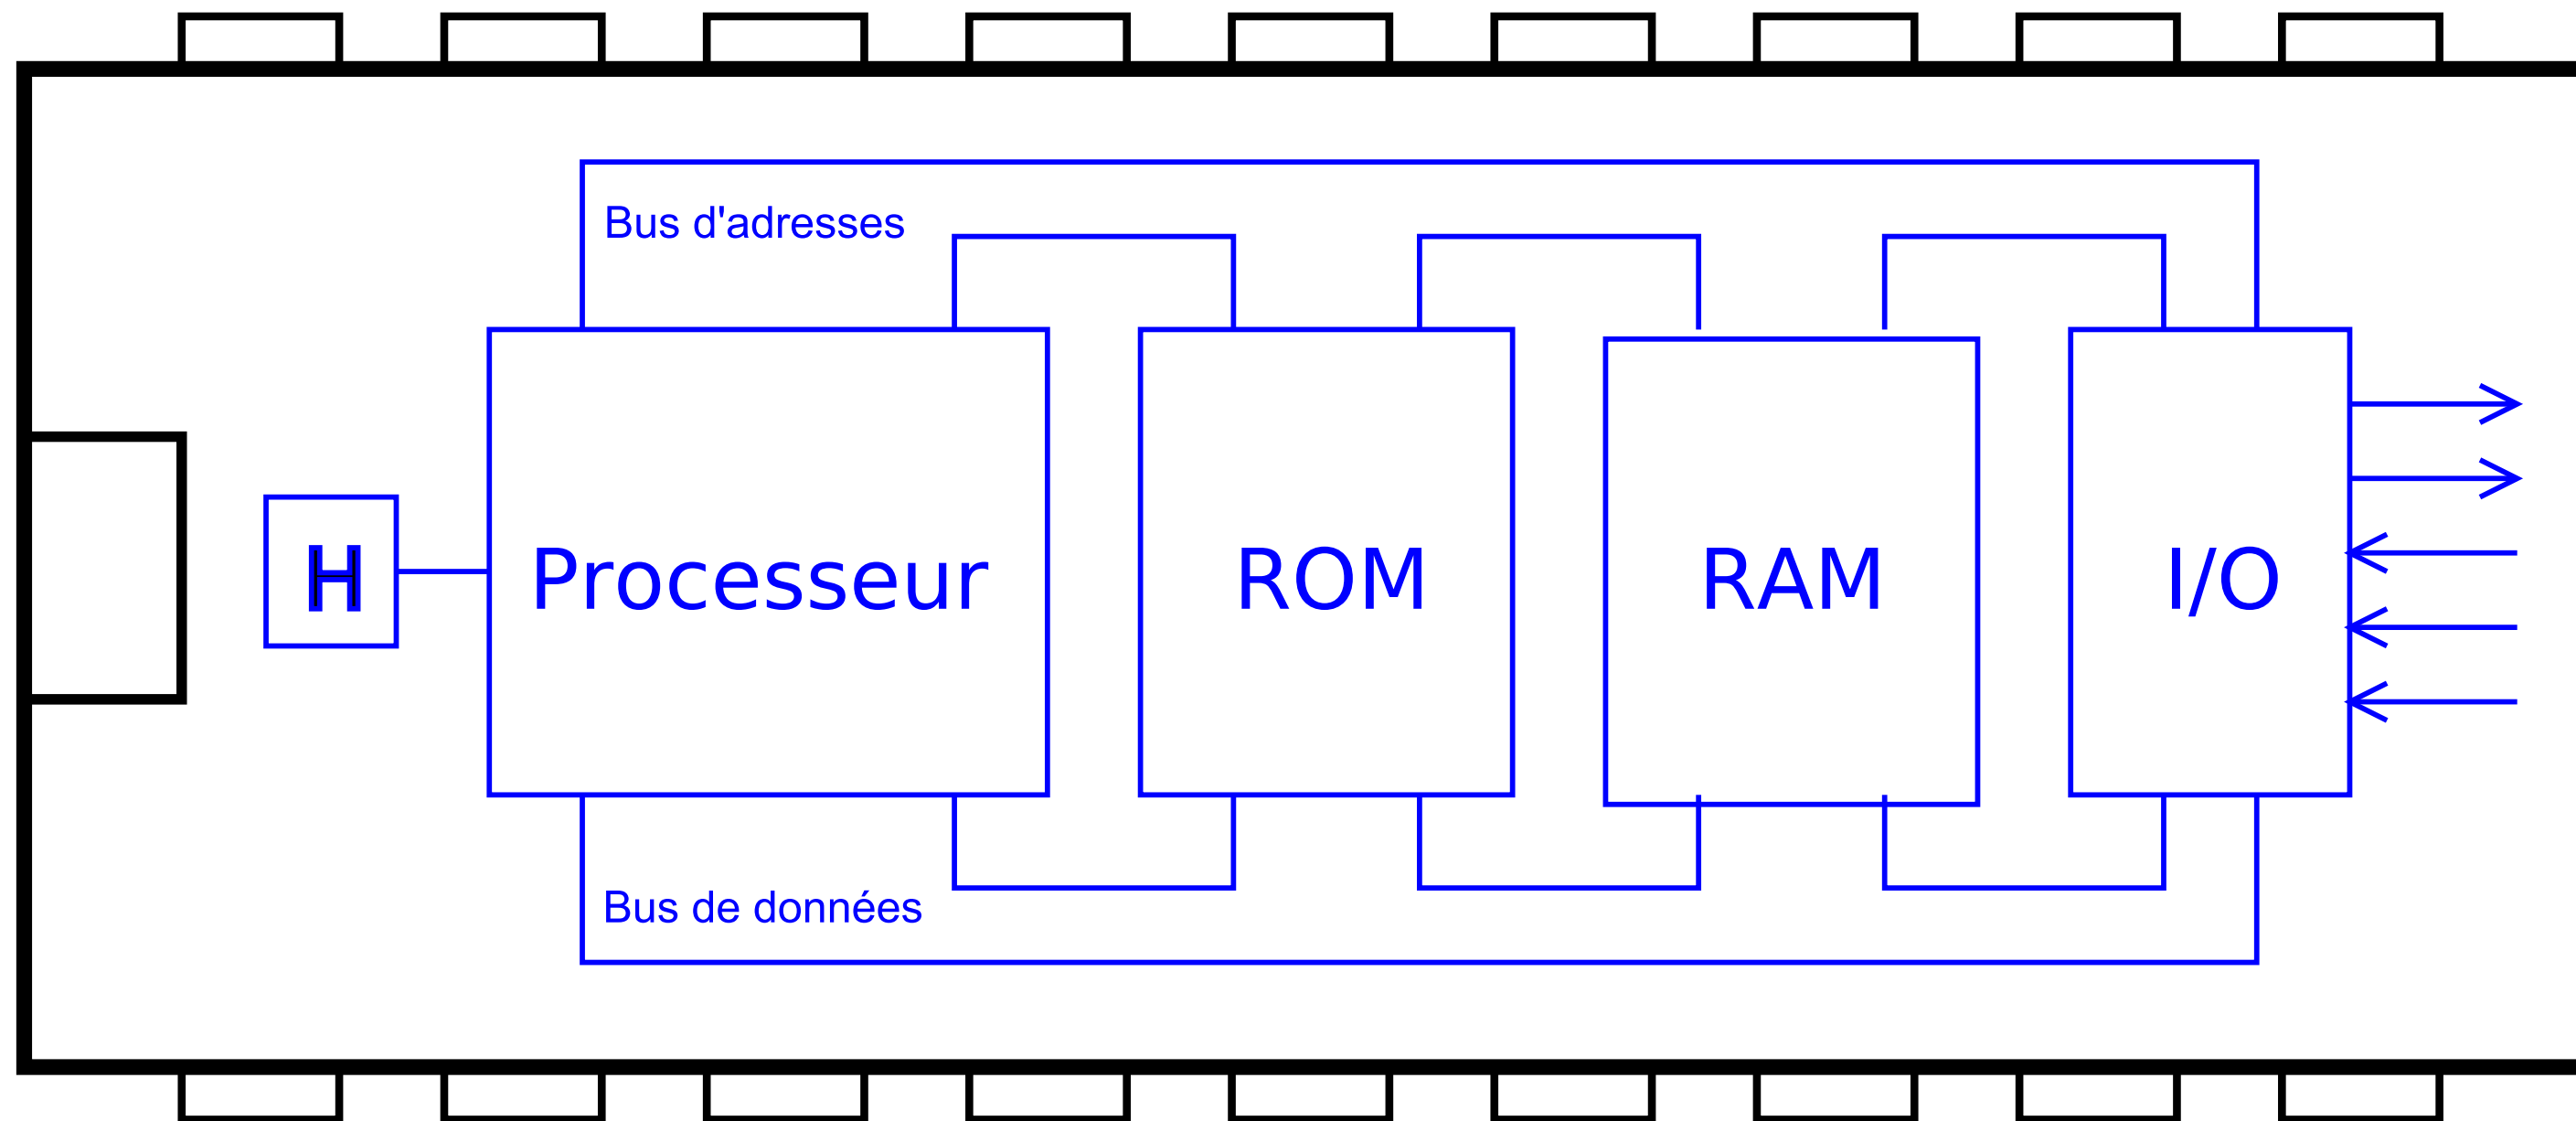 Bus d'adresses
H
Processeur
ROM
RAM
I/O
Bus de données